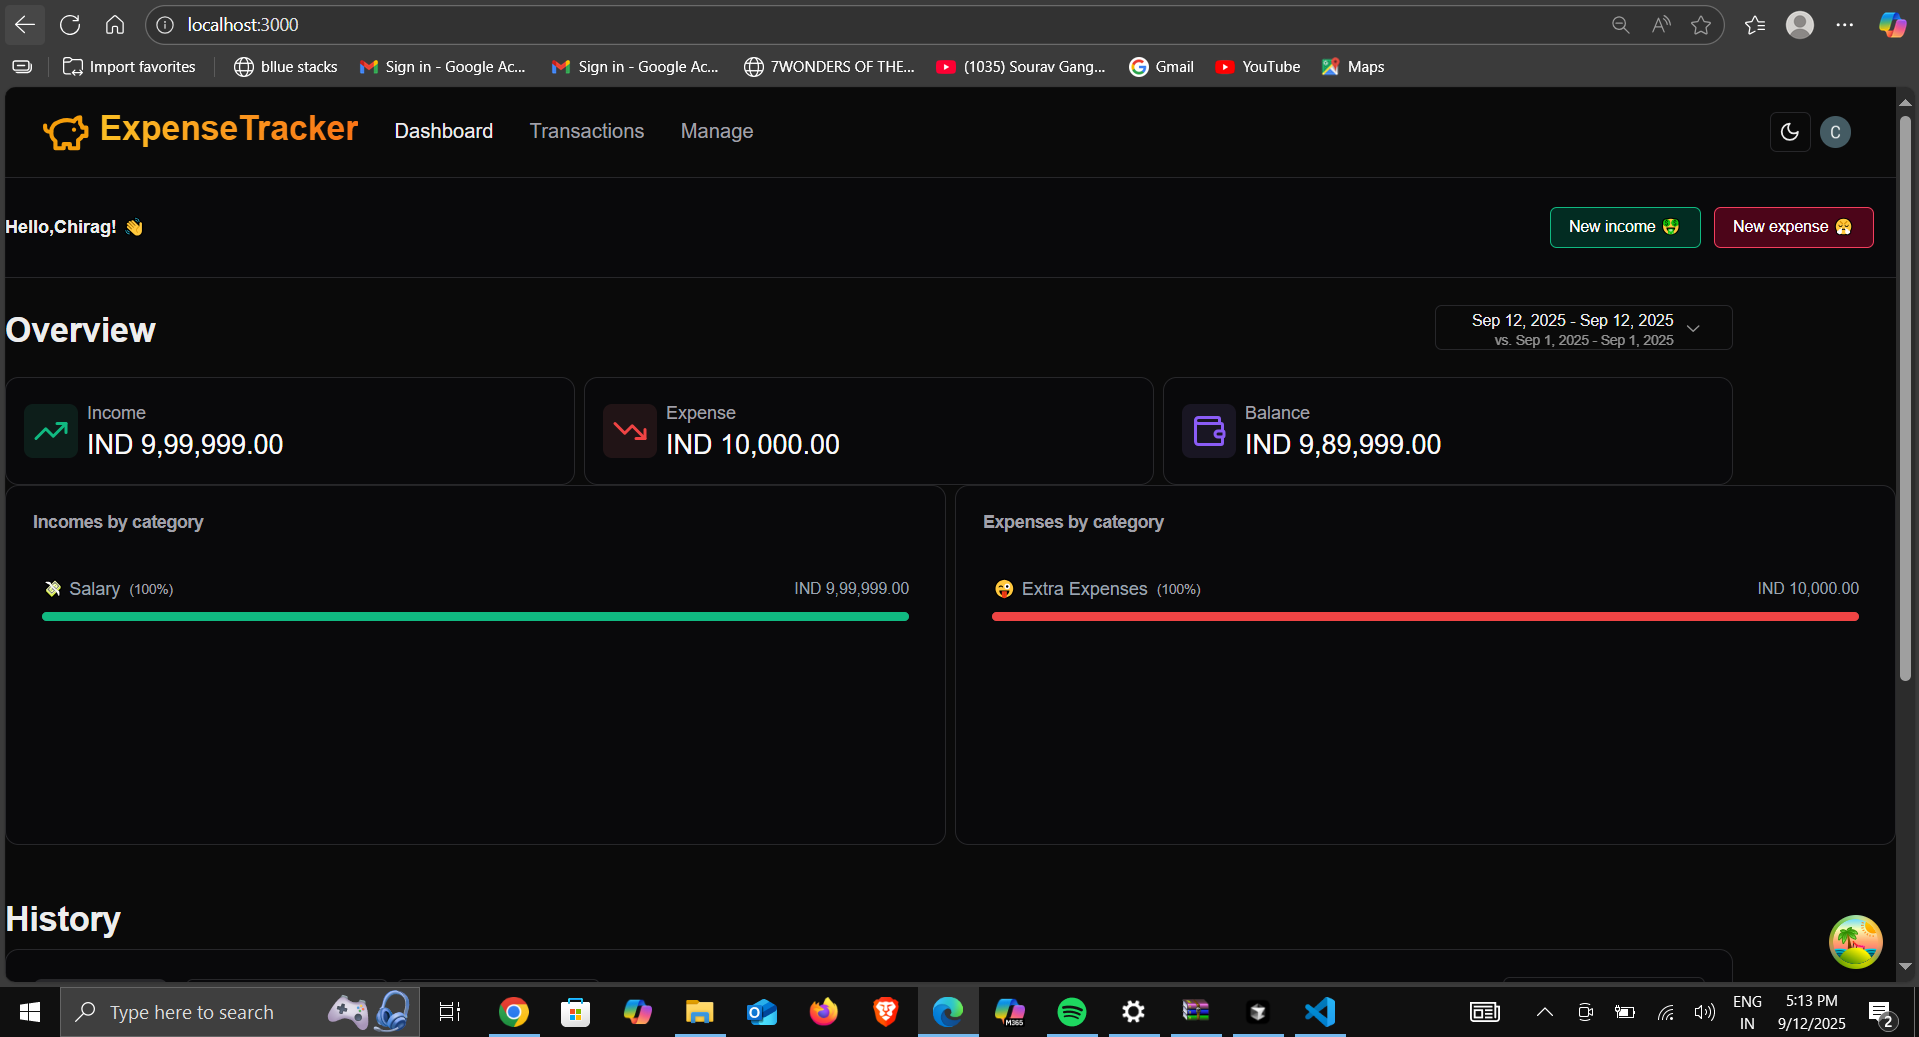 localhost:3000
Import favorites
bllue stacks
Sign in - Google Ac...
Sign in - Google Ac...
7WONDERS OF THE...
(1035) Sourav Gang...
Gmail
YouTube
Maps
ExpenseTracker
Dashboard
Transactions
Manage
C
Hello,Chirag! 👋
New income 🤑
New expense 😤
Overview
Sep 12, 2025 - Sep 12, 2025
vs. Sep 1, 2025 - Sep 1, 2025
Income
IND 9,99,999.00
Expense
IND 10,000.00
Balance
IND 9,89,999.00
Incomes by category
💸 Salary (100%)
IND 9,99,999.00
Expenses by category
😜 Extra Expenses (100%)
IND 10,000.00
History
Type here to search
M365
ENG
IN
5:13 PM
9/12/2025
2